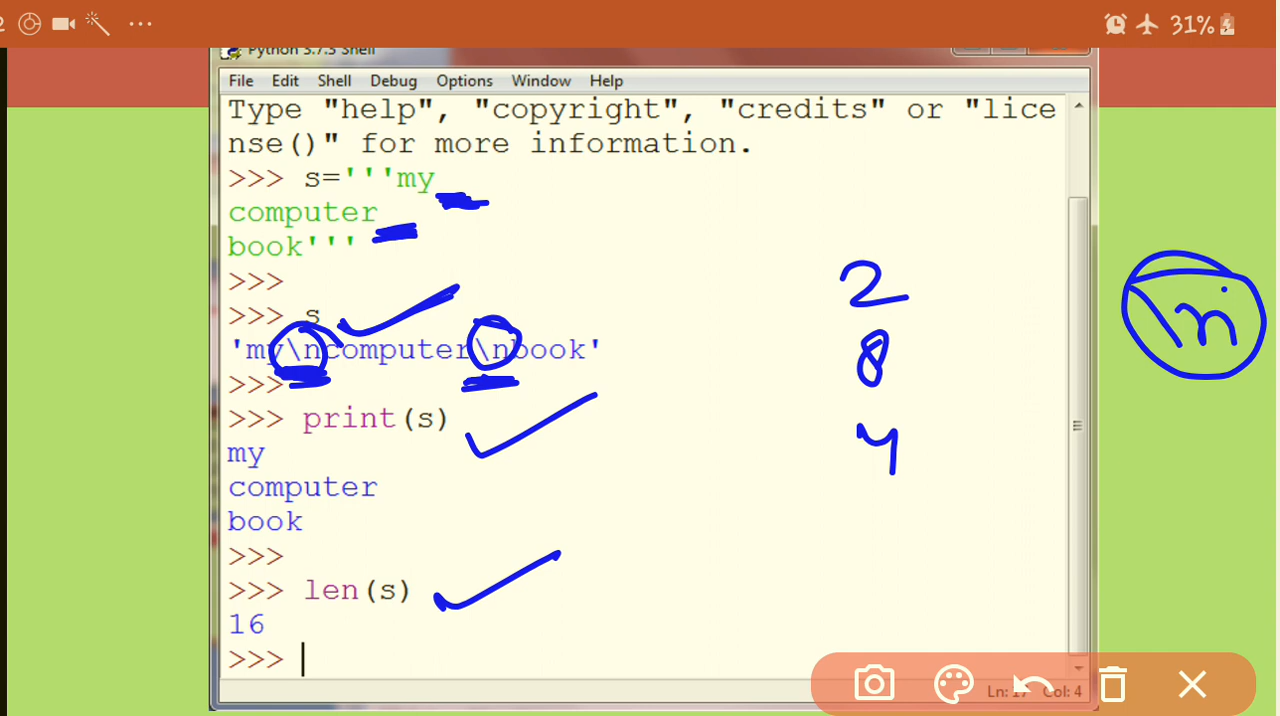 31%
Python 3.7.3 Shell
File Edit Shell Debug Options Window Help
Type "help", "copyright", "credits" or "lice
nse()" for more information.
>>> s='''my
computer
book'''
>>>
>>> s
'my\ncomputer\nbook'
>>>
>>> print(s)
my
computer
book
>>>
>>> len(s)
16
>>>
2
8
4
\n
Ln: 17 Col: 4